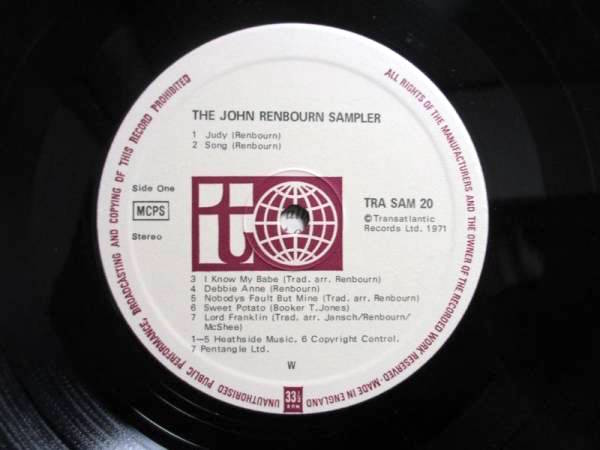 THE JOHN RENBOURN SAMPLER
1 Judy (Renbourn)
2 Song (Renbourn)
Side One
MCPS
Stereo
t
TRA SAM 20
©Transatlantic
Records Ltd. 1971
3 I Know My Babe (Trad. arr. Renbourn)
4 Debbie Anne (Renbourn)
5 Nobodys Fault But Mine (Trad. arr. Renbourn)
6 Sweet Potato (Booker T.Jones)
7 Lord Franklin (Trad. arr. Jansch/Renbourn/
McShee)
1—5 Heathside Music. 6 Copyright Control.
7 Pentangle Ltd.
W
ALL RIGHTS OF THE MANUFACTURERS AND THE OWNER OF THE RECORDED WORK RESERVED-MADE IN ENGLAND
33⅓
RPM
UNAUTHORISED PUBLIC PERFORMANCE, BROADCASTING AND COPYING OF THIS RECORD PROHIBITED